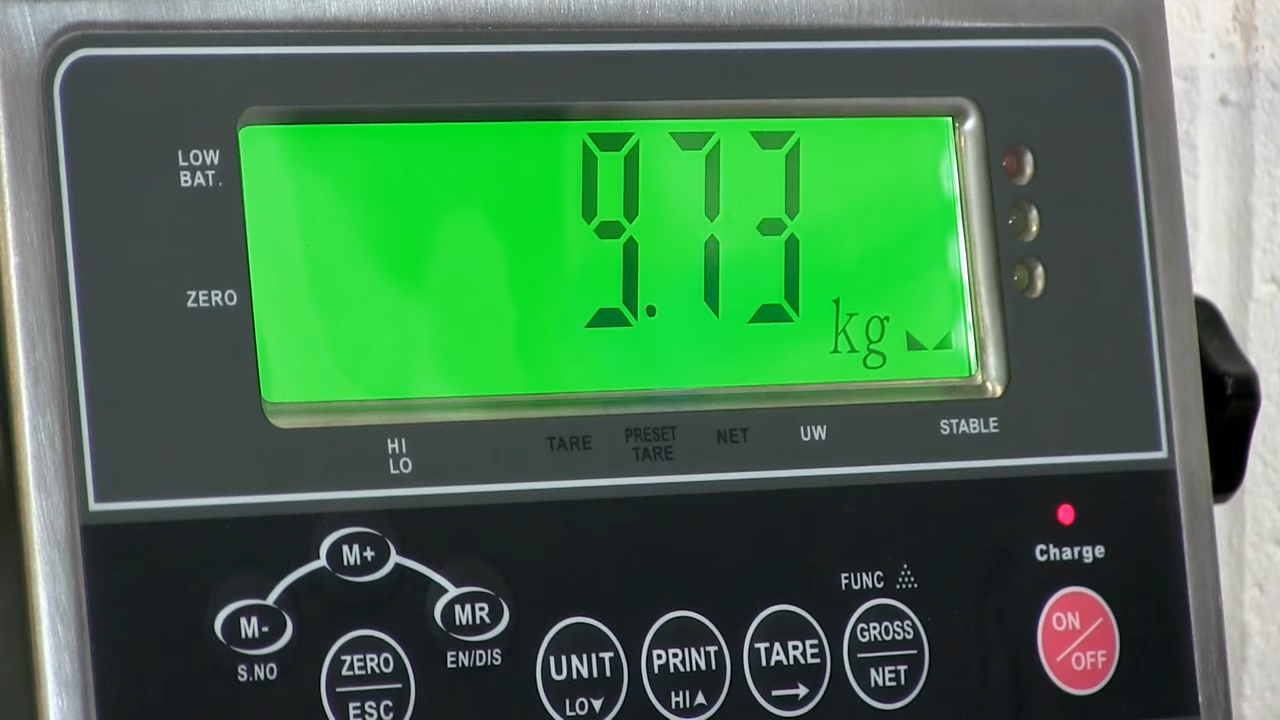 LOW
BAT.
ZERO
9.73
kg
HI
LO
TARE
PRESET
TARE
NET
UW
STABLE
Charge
M+
M-
MR
S.NO
EN/DIS
ZERO
ESC
UNIT
LO
PRINT
HI
TARE
FUNC
GROSS
NET
ON
OFF